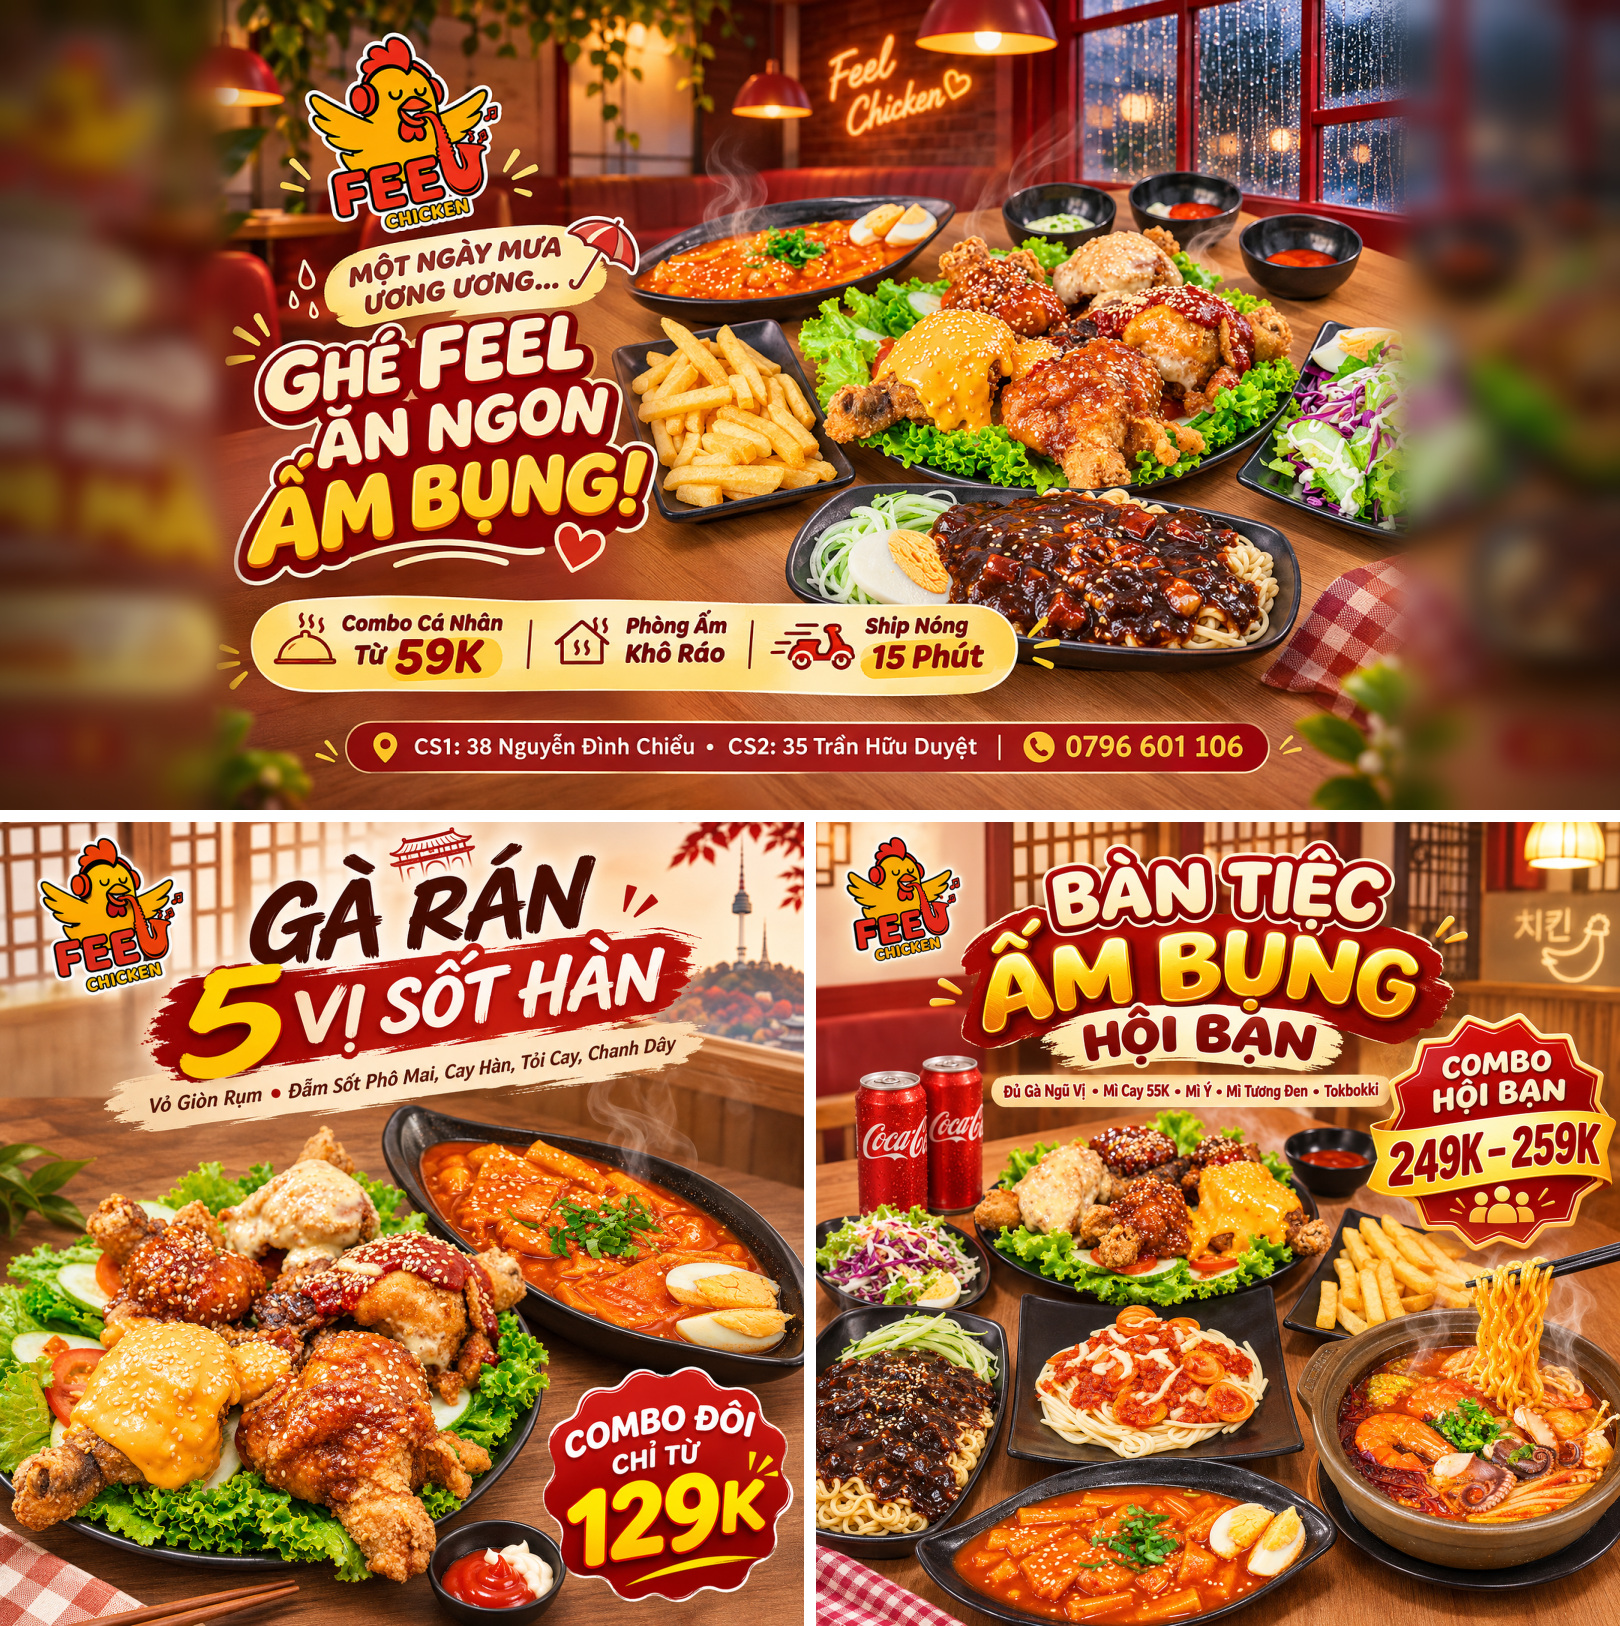 Feel
Chicken
FEEL
CHICKEN
MỘT NGÀY MƯA
ƯƠNG ƯƠNG...
GHÉ FEEL
ĂN NGON
ẤM BỤNG!
Combo Cá Nhân
Từ 59K
Phòng Ấm
Khô Ráo
Ship Nóng
15 Phút
CS1: 38 Nguyễn Đình Chiểu • CS2: 35 Trần Hữu Duyệt | 0796 601 106
FEEL
CHICKEN
GÀ RÁN
5 VỊ SỐT HÀN
Vỏ Giòn Rụm • Đẫm Sốt Phô Mai, Cay Hàn, Tỏi Cay, Chanh Dây
COMBO ĐÔI
CHỈ TỪ
129K
FEEL
CHICKEN
BÀN TIỆC
ẤM BỤNG
HỘI BẠN
치킨
Đủ Gà Ngũ Vị • Mì Cay 55K • Mì Ý • Mì Tương Đen • Tokbokki
COMBO
HỘI BẠN
249K - 259K
Coca-C
Coca-C